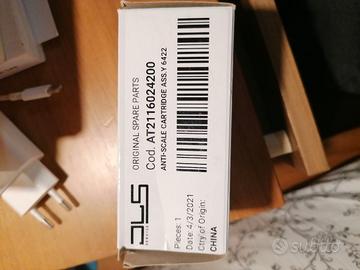 ORIGINAL SPARE PARTS
Cod. AT2116024200
ANTI-SCALE CARTRIDGE ASS.Y 6422
Pieces: 1
Date: 4/3/2021
Ctry of Origin:
CHINA
subito